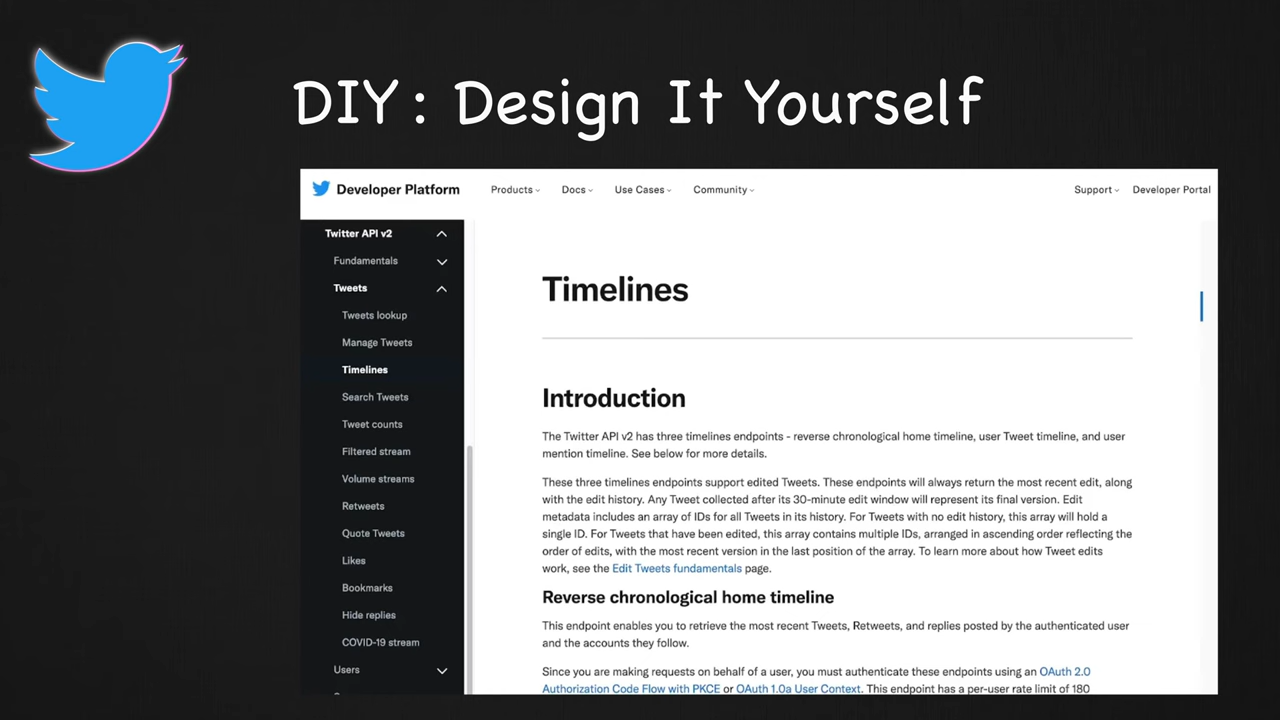 DIY: Design It Yourself
Developer Platform
Products
Docs
Use Cases
Community
Support
Developer Portal
Twitter API v2
Fundamentals
Tweets
Tweets lookup
Manage Tweets
Timelines
Search Tweets
Tweet counts
Filtered stream
Volume streams
Retweets
Quote Tweets
Likes
Bookmarks
Hide replies
COVID-19 stream
Users
Timelines
Introduction
The Twitter API v2 has three timelines endpoints - reverse chronological home timeline, user Tweet timeline, and user
mention timeline. See below for more details.
These three timelines endpoints support edited Tweets. These endpoints will always return the most recent edit, along
with the edit history. Any Tweet collected after its 30-minute edit window will represent its final version. Edit
metadata includes an array of IDs for all Tweets in its history. For Tweets with no edit history, this array will hold a
single ID. For Tweets that have been edited, this array contains multiple IDs, arranged in ascending order reflecting the
order of edits, with the most recent version in the last position of the array. To learn more about how Tweet edits
work, see the Edit Tweets fundamentals page.
Reverse chronological home timeline
This endpoint enables you to retrieve the most recent Tweets, Retweets, and replies posted by the authenticated user
and the accounts they follow.
Since you are making requests on behalf of a user, you must authenticate these endpoints using an OAuth 2.0
Authorization Code Flow with PKCE or OAuth 1.0a User Context. This endpoint has a per-user rate limit of 180